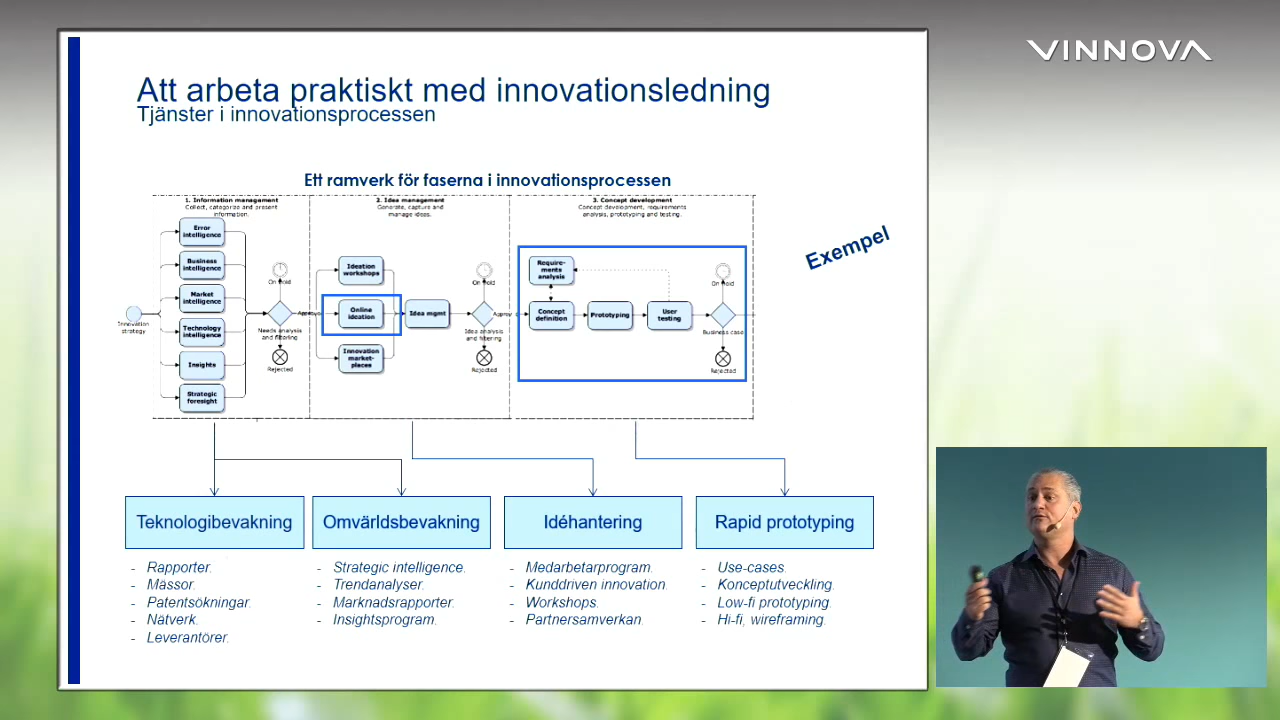 VINNOVA
Att arbeta praktiskt med innovationsledning
Tjänster i innovationsprocessen
Ett ramverk för faserna i innovationsprocessen
1. Information management
Collect, categorize and present
information.
2. Idea management
Generate, capture and
manage ideas.
3. Concept development
Concept development, requirements
analysis, prototyping and testing.
Exempel
Innovation
strategy
Error
intelligence
Business
intelligence
Market
intelligence
Technology
intelligence
Insights
Strategic
foresight
On hold
Needs analysis
and filtering
Rejected
Ideation
workshops
Online
ideation
Innovation
market-
places
Idea mgmt
On hold
Idea analysis
and filtering
Rejected
Require-
ments
analysis
Concept
definition
Prototyping
User
testing
On hold
Business case
Rejected
Teknologibevakning
- Rapporter.
- Mässor.
- Patentsökningar.
- Nätverk.
- Leverantörer.
Omvärldsbevakning
- Strategic intelligence.
- Trendanalyser.
- Marknadsrapporter.
- Insightsprogram.
Idéhantering
- Medarbetarprogram.
- Kunddriven innovation.
- Workshops.
- Partnersamverkan.
Rapid prototyping
- Use-cases.
- Konceptutveckling.
- Low-fi prototyping.
- Hi-fi, wireframing.